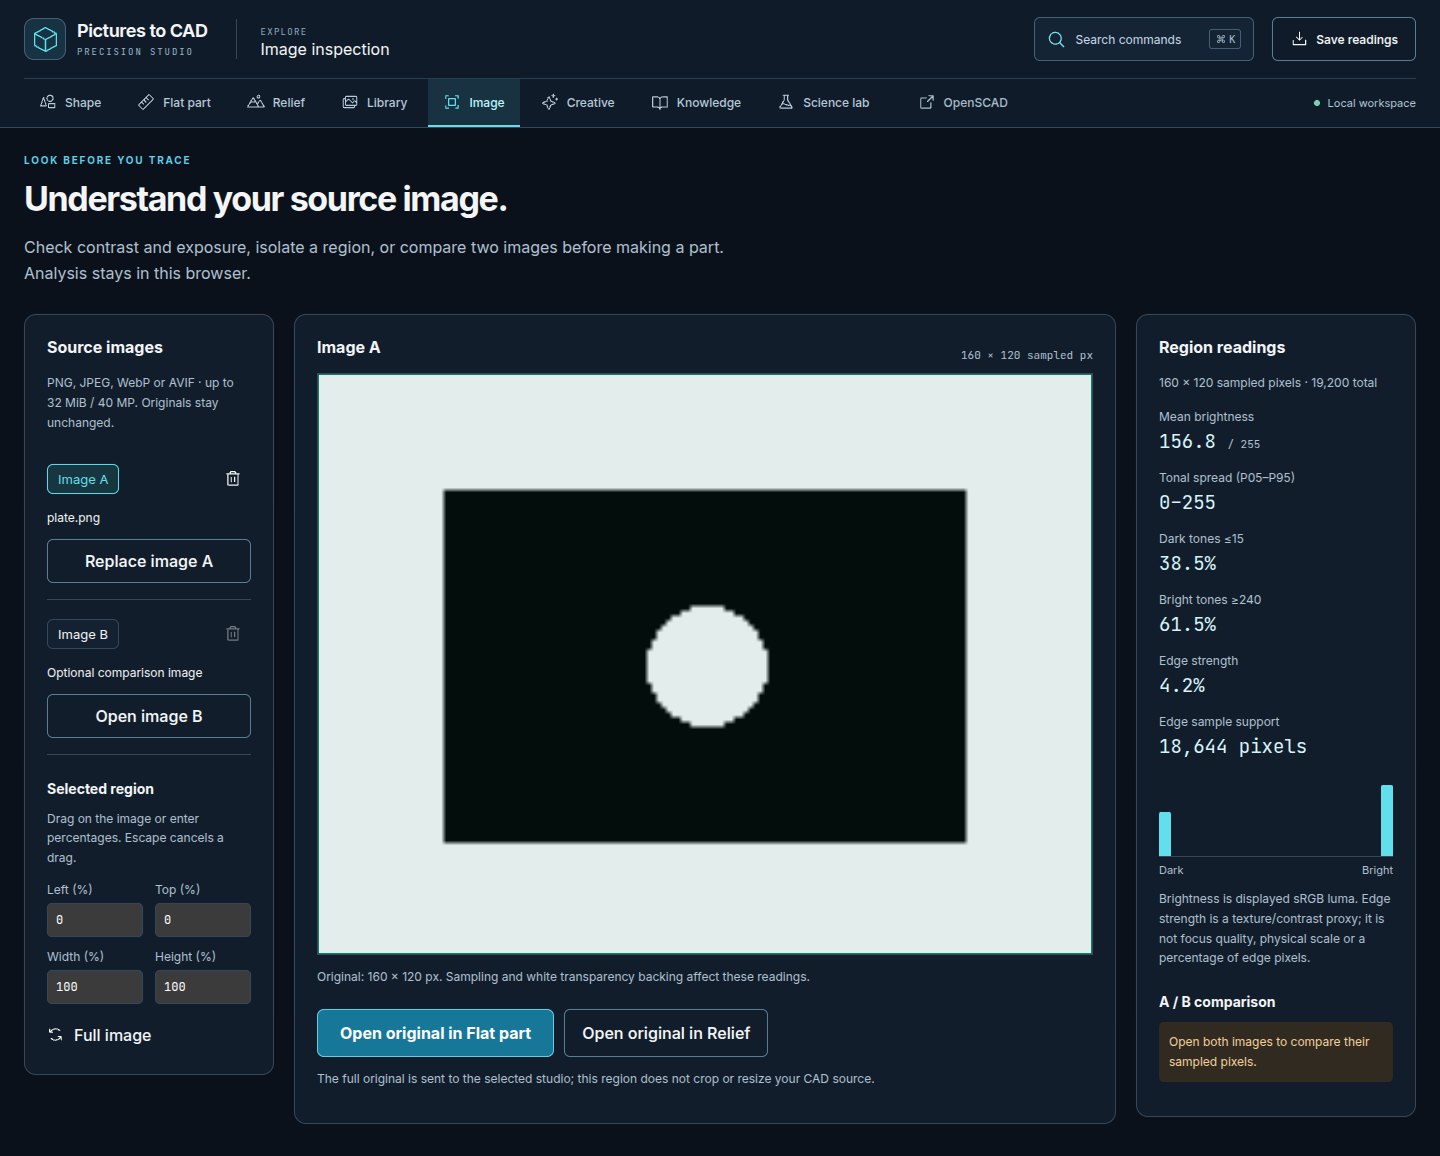 Pictures to CAD
PRECISION STUDIO
EXPLORE
Image inspection
Search commands
⌘ K
Save readings
Shape
Flat part
Relief
Library
Image
Creative
Knowledge
Science lab
OpenSCAD
Local workspace
LOOK BEFORE YOU TRACE
Understand your source image.
Check contrast and exposure, isolate a region, or compare two images before making a part.
Analysis stays in this browser.
Source images
PNG, JPEG, WebP or AVIF · up to
32 MiB / 40 MP. Originals stay
unchanged.
Image A
plate.png
Replace image A
Image B
Optional comparison image
Open image B
Selected region
Drag on the image or enter
percentages. Escape cancels a
drag.
Left (%)
Top (%)
0
0
Width (%)
Height (%)
100
100
Full image
Image A
160 × 120 sampled px
Original: 160 × 120 px. Sampling and white transparency backing affect these readings.
Open original in Flat part
Open original in Relief
The full original is sent to the selected studio; this region does not crop or resize your CAD source.
Region readings
160 × 120 sampled pixels · 19,200 total
Mean brightness
156.8 / 255
Tonal spread (P05–P95)
0–255
Dark tones ≤15
38.5%
Bright tones ≥240
61.5%
Edge strength
4.2%
Edge sample support
18,644 pixels
Dark
Bright
Brightness is displayed sRGB luma. Edge
strength is a texture/contrast proxy; it is
not focus quality, physical scale or a
percentage of edge pixels.
A / B comparison
Open both images to compare their
sampled pixels.